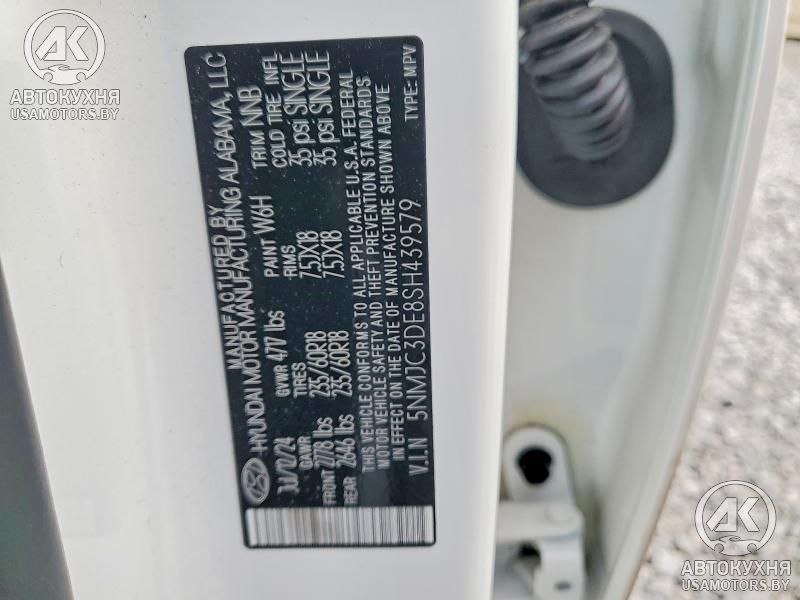 MANUFACTURED BY
HYUNDAI MOTOR MANUFACTURING ALABAMA, LLC
GVWR 4717 lbs PAINT W6H TRIM NNB
GAWR TIRES RIMS COLD TIRE INFL
FRONT 2778 lbs 235/60R18 7.5JX18 35 psi SINGLE
REAR 2646 lbs 235/60R18 7.5JX18 35 psi SINGLE
THIS VEHICLE CONFORMS TO ALL APPLICABLE U.S.A. FEDERAL
MOTOR VEHICLE SAFETY AND THEFT PREVENTION STANDARDS
IN EFFECT ON THE DATE OF MANUFACTURE SHOWN ABOVE
V.I.N 5NMJC3DE8SH439579 TYPE: MPV
AK
АВТОКУХНЯ
USAMOTORS.BY
AK
АВТОКУХНЯ
USAMOTORS.BY